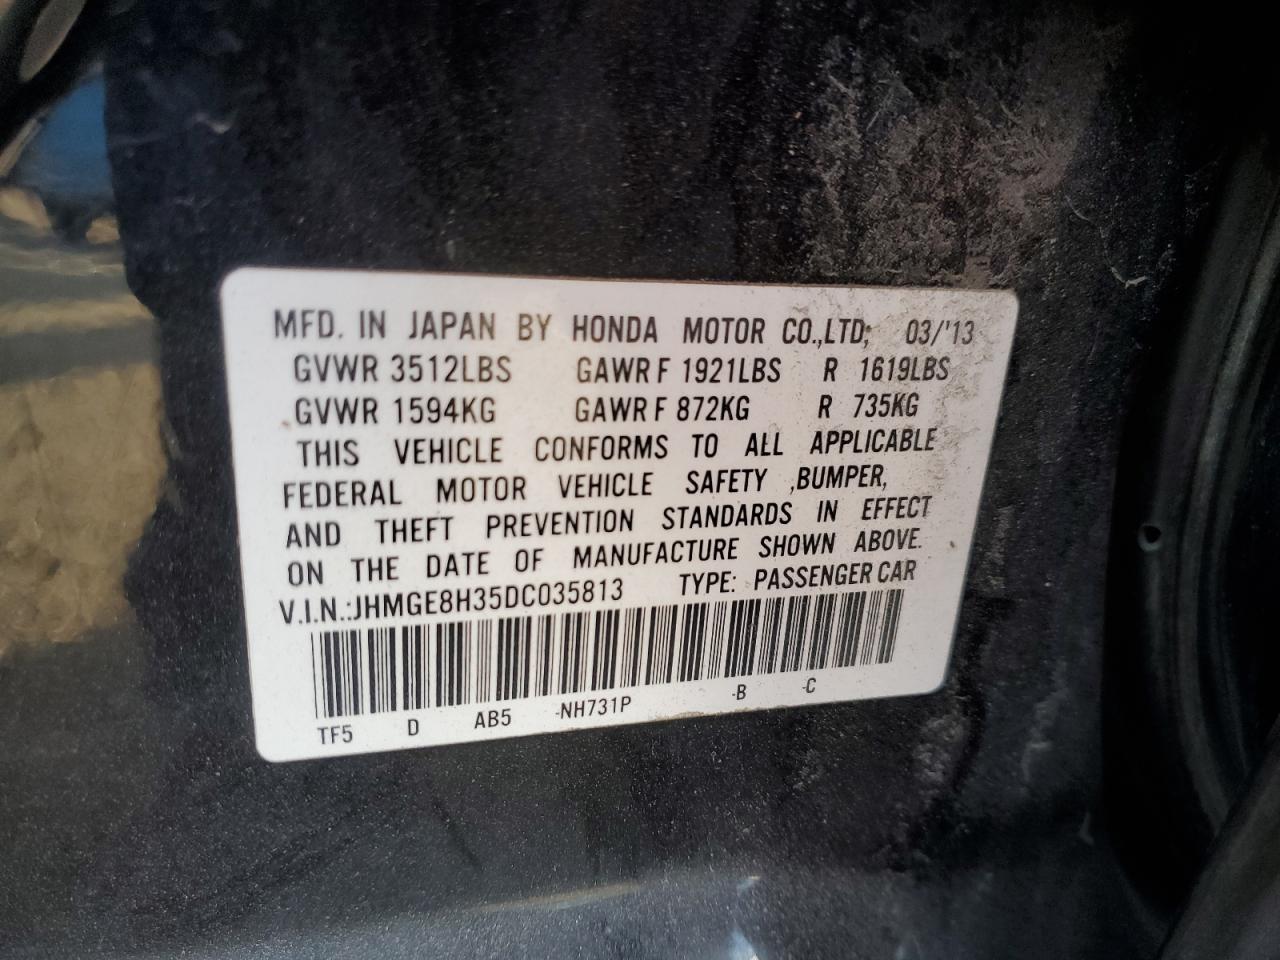 MFD. IN JAPAN BY HONDA MOTOR CO.,LTD; 03/'13
GVWR 3512LBS GAWR F 1921LBS R 1619LBS
GVWR 1594KG GAWR F 872KG R 735KG
THIS VEHICLE CONFORMS TO ALL APPLICABLE
FEDERAL MOTOR VEHICLE SAFETY ,BUMPER,
AND THEFT PREVENTION STANDARDS IN EFFECT
ON THE DATE OF MANUFACTURE SHOWN ABOVE.
V.I.N.:JHMGE8H35DC035813 TYPE: PASSENGER CAR
TF5 D AB5 -NH731P -B -C